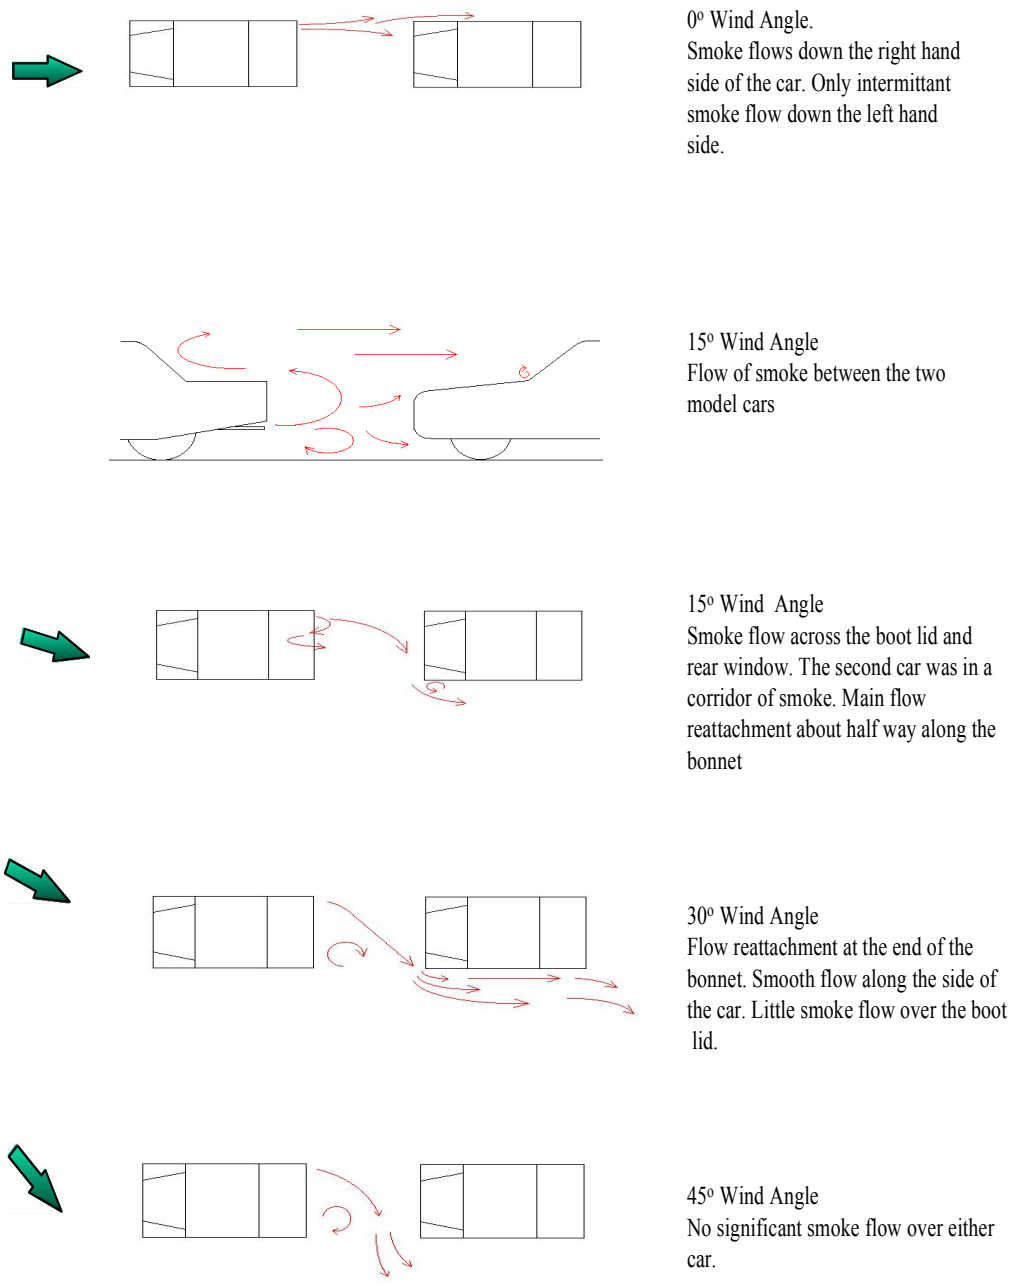 0º Wind Angle.
Smoke flows down the right hand
side of the car. Only intermittant
smoke flow down the left hand
side.
15º Wind Angle
Flow of smoke between the two
model cars
15º Wind Angle
Smoke flow across the boot lid and
rear window. The second car was in a
corridor of smoke. Main flow
reattachment about half way along the
bonnet
30º Wind Angle
Flow reattachment at the end of the
bonnet. Smooth flow along the side of
the car. Little smoke flow over the boot
lid.
45º Wind Angle
No significant smoke flow over either
car.